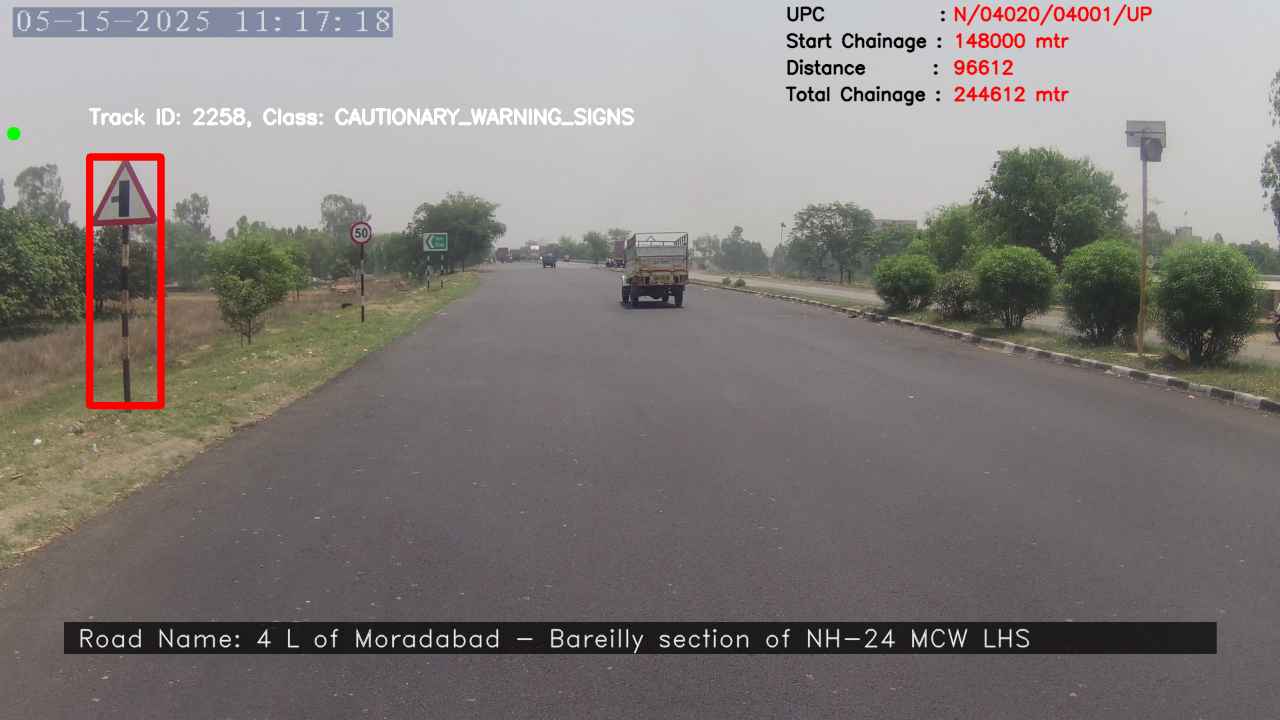 05-15-2025 11:17:18
UPC : N/04020/04001/UP
Start Chainage : 148000 mtr
Distance : 96612
Total Chainage : 244612 mtr
Track ID: 2258, Class: CAUTIONARY_WARNING_SIGNS
50
Road Name: 4 L of Moradabad - Bareilly section of NH-24 MCW LHS